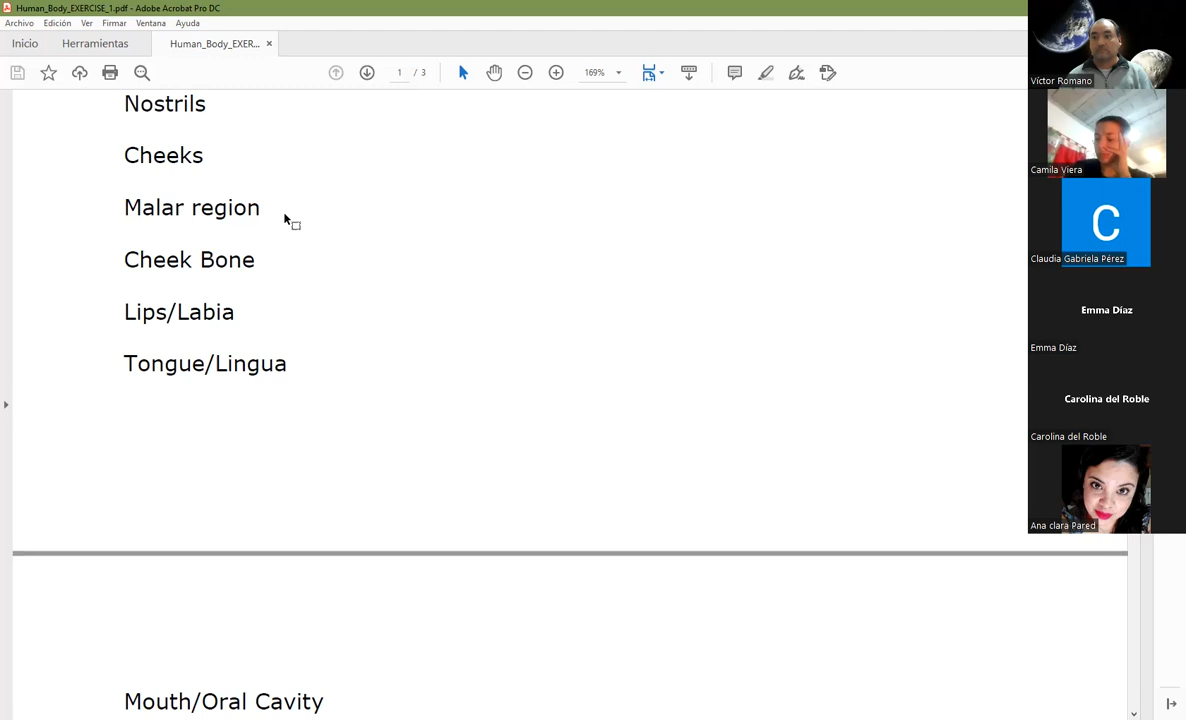 Human_Body_EXERCISE_1.pdf - Adobe Acrobat Pro DC
Archivo Edición Ver Firmar Ventana Ayuda
Inicio Herramientas Human_Body_EXER... ×
1 / 3 169%
Nostrils
Cheeks
Malar region
Cheek Bone
Lips/Labia
Tongue/Lingua
Mouth/Oral Cavity
Víctor Romano
Camila Viera
C
Claudia Gabriela Pérez
Emma Díaz
Emma Díaz
Carolina del Roble
Carolina del Roble
Ana clara Pared